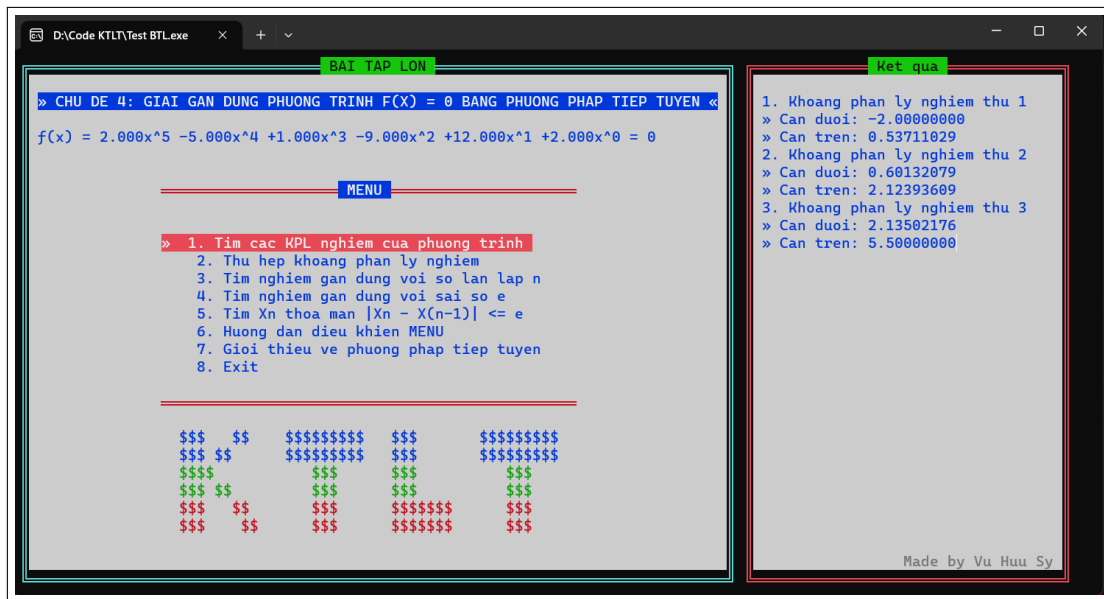 D:\Code KTLT\Test BTL.exe
BAI TAP LON
» CHU DE 4: GIAI GAN DUNG PHUONG TRINH F(X) = 0 BANG PHUONG PHAP TIEP TUYEN «
f(x) = 2.000x^5 -5.000x^4 +1.000x^3 -9.000x^2 +12.000x^1 +2.000x^0 = 0
MENU
» 1. Tim cac KPL nghiem cua phuong trinh
2. Thu hep khoang phan ly nghiem
3. Tim nghiem gan dung voi so lan lap n
4. Tim nghiem gan dung voi sai so e
5. Tim Xn thoa man |Xn - X(n-1)| <= e
6. Huong dan dieu khien MENU
7. Gioi thieu ve phuong phap tiep tuyen
8. Exit
$$$   $$    $$$$$$$$$   $$$       $$$$$$$$$
$$$ $$      $$$$$$$$$   $$$       $$$$$$$$$
$$$$           $$$      $$$          $$$
$$$ $$         $$$      $$$          $$$
$$$   $$       $$$      $$$$$$$      $$$
$$$    $$      $$$      $$$$$$$      $$$
Ket qua
1. Khoang phan ly nghiem thu 1
» Can duoi: -2.00000000
» Can tren: 0.53711029
2. Khoang phan ly nghiem thu 2
» Can duoi: 0.60132079
» Can tren: 2.12393609
3. Khoang phan ly nghiem thu 3
» Can duoi: 2.13502176
» Can tren: 5.50000000
Made by Vu Huu Sy